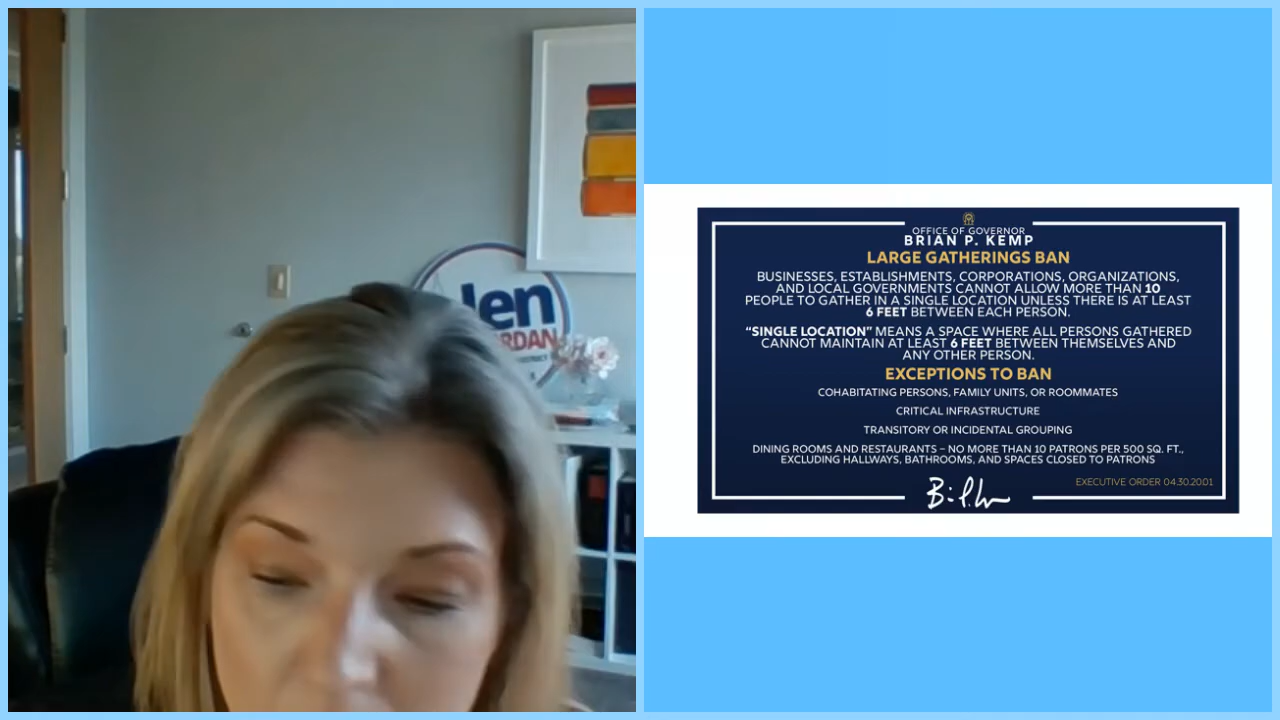 Jen
RDAN
OFFICE OF GOVERNOR
BRIAN P. KEMP
LARGE GATHERINGS BAN
BUSINESSES, ESTABLISHMENTS, CORPORATIONS, ORGANIZATIONS,
AND LOCAL GOVERNMENTS CANNOT ALLOW MORE THAN 10
PEOPLE TO GATHER IN A SINGLE LOCATION UNLESS THERE IS AT LEAST
6 FEET BETWEEN EACH PERSON.
“SINGLE LOCATION” MEANS A SPACE WHERE ALL PERSONS GATHERED
CANNOT MAINTAIN AT LEAST 6 FEET BETWEEN THEMSELVES AND
ANY OTHER PERSON.
EXCEPTIONS TO BAN
COHABITATING PERSONS, FAMILY UNITS, OR ROOMMATES
CRITICAL INFRASTRUCTURE
TRANSITORY OR INCIDENTAL GROUPING
DINING ROOMS AND RESTAURANTS – NO MORE THAN 10 PATRONS PER 500 SQ. FT.,
EXCLUDING HALLWAYS, BATHROOMS, AND SPACES CLOSED TO PATRONS
EXECUTIVE ORDER 04.30.20.01